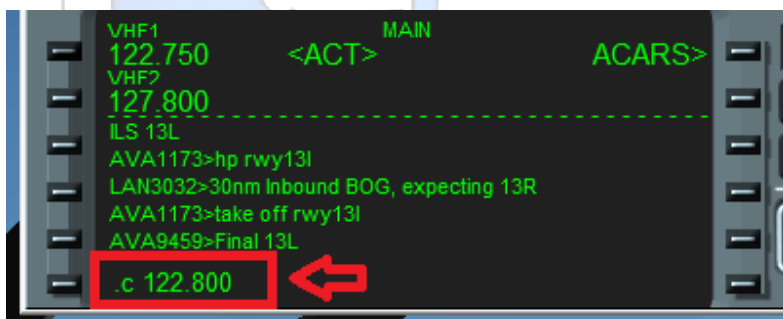 VHF1 MAIN
122.750 <ACT> ACARS>
VHF2
127.800
ILS 13L
AVA1173>hp rwy13l
LAN3032>30nm Inbound BOG, expecting 13R
AVA1173>take off rwy13l
AVA9459>Final 13L
.c 122.800